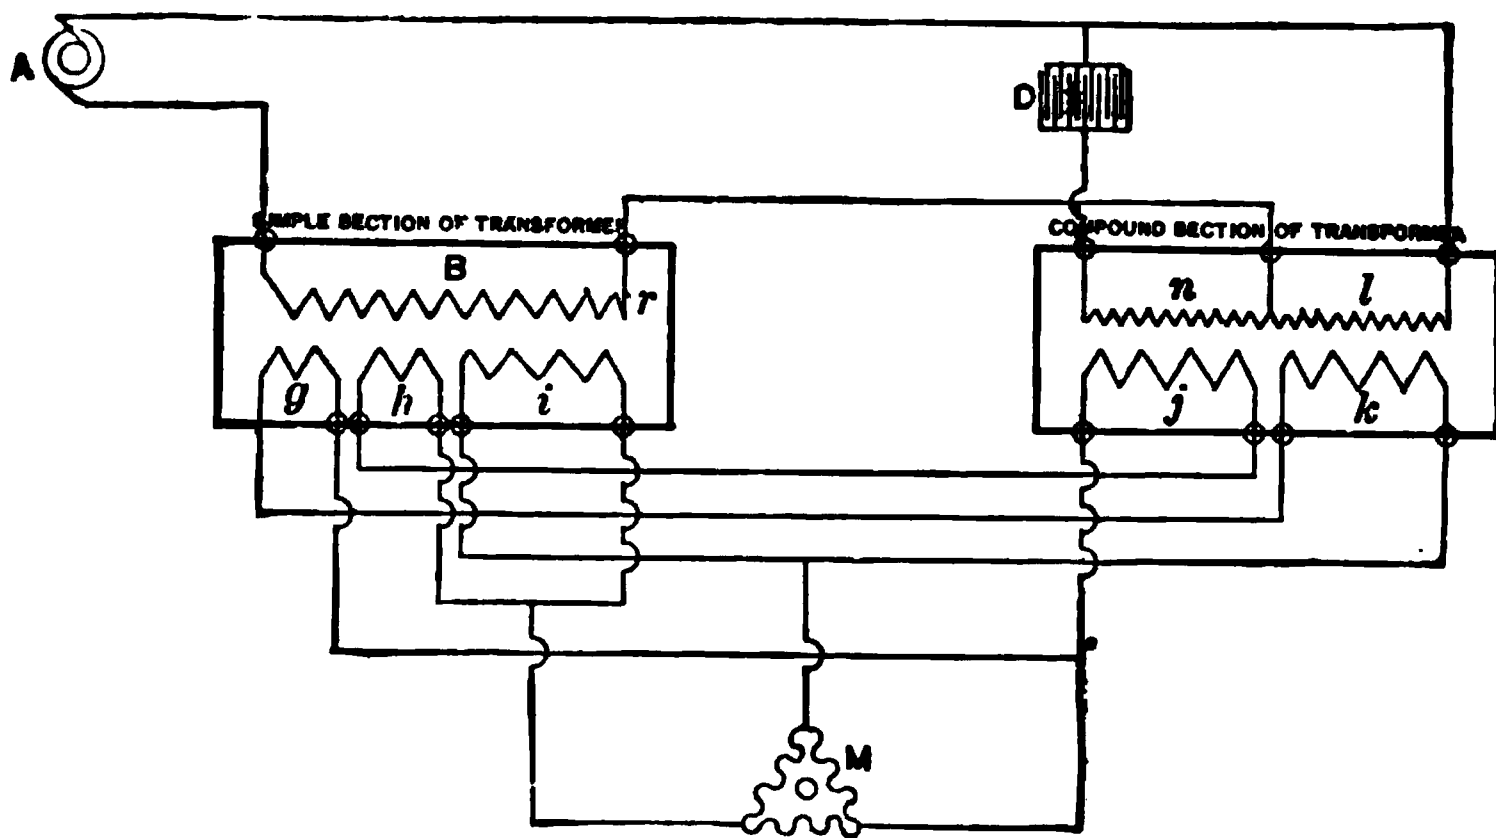 A
D
SIMPLE SECTION OF TRANSFORMER
COMPOUND SECTION OF TRANSFORMER
B
r
n
l
g
h
i
j
k
M